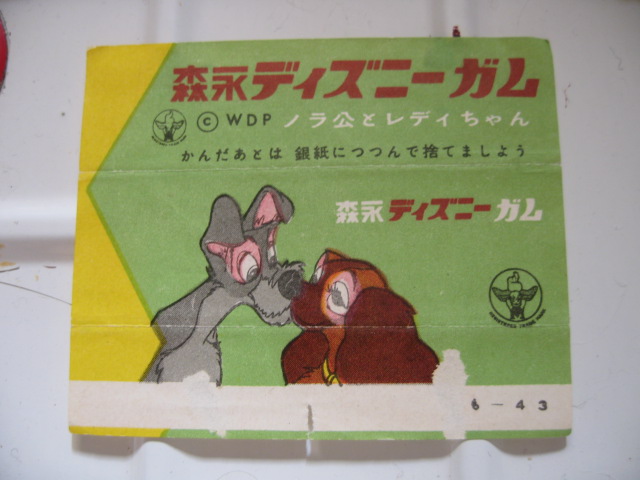 森永ディズニーガム
© WDP ノラ公とレディちゃん
かんだあとは 銀紙につつんで捨てましよう
森永 ディズニー ガム
6-43